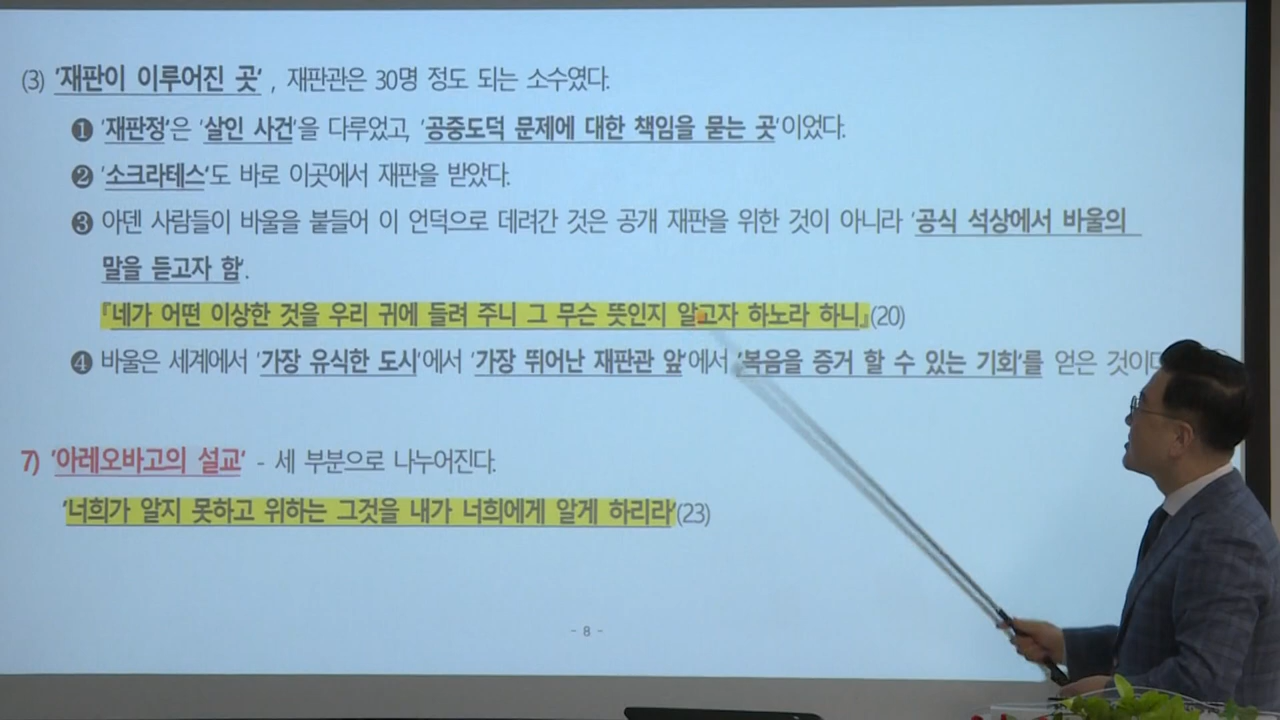 (3) '재판이 이루어진 곳' , 재판관은 30명 정도 되는 소수였다.
❶ '재판정'은 '살인 사건'을 다루었고, '공중도덕 문제에 대한 책임을 묻는 곳'이었다.
❷ '소크라테스'도 바로 이곳에서 재판을 받았다.
❸ 아덴 사람들이 바울을 붙들어 이 언덕으로 데려간 것은 공개 재판을 위한 것이 아니라 '공식 석상에서 바울의
말을 듣고자 함'.
『네가 어떤 이상한 것을 우리 귀에 들려 주니 그 무슨 뜻인지 알고자 하노라 하니』(20)
❹ 바울은 세계에서 '가장 유식한 도시'에서 '가장 뛰어난 재판관 앞'에서 '복음을 증거 할 수 있는 기회'를 얻은
7) '아레오바고의 설교' - 세 부분으로 나누어진다.
'너희가 알지 못하고 위하는 그것을 내가 너희에게 알게 하리라'(23)
- 8 -